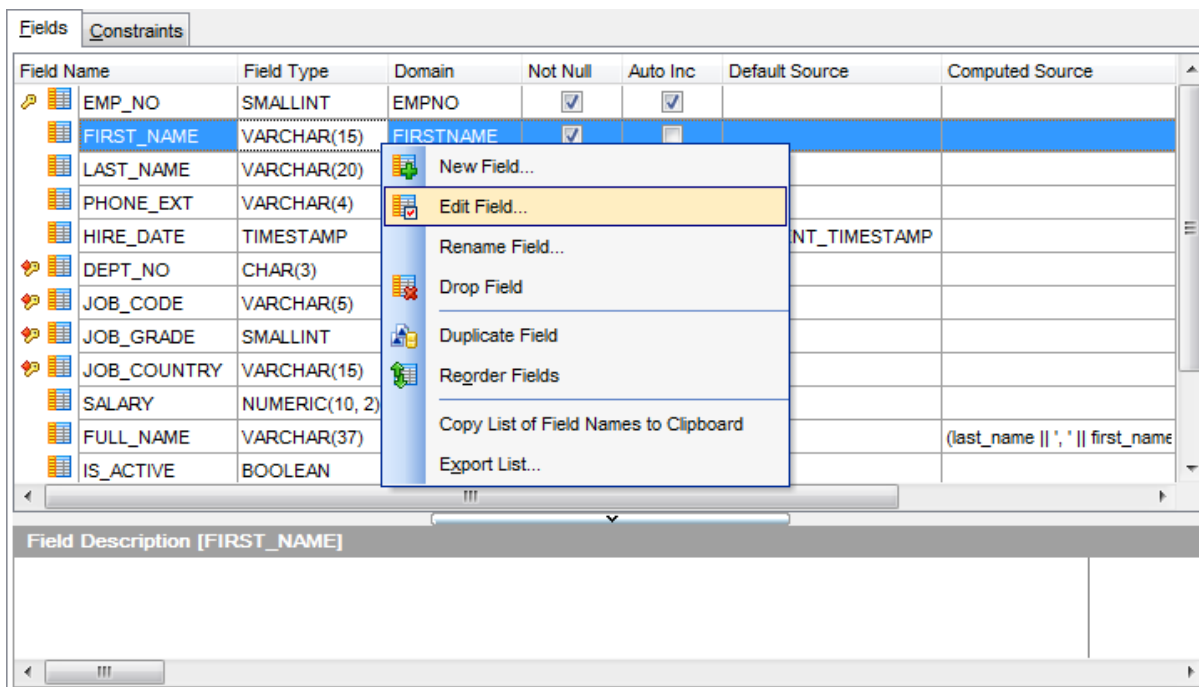 Fields Constraints
Field Name Field Type Domain Not Null Auto Inc Default Source Computed Source
EMP_NO SMALLINT EMPNO
FIRST_NAME VARCHAR(15) FIRSTNAME
LAST_NAME VARCHAR(20) New Field...
PHONE_EXT VARCHAR(4) Edit Field...
HIRE_DATE TIMESTAMP Rename Field... NT_TIMESTAMP
DEPT_NO CHAR(3) Drop Field
JOB_CODE VARCHAR(5)
JOB_GRADE SMALLINT Duplicate Field
JOB_COUNTRY VARCHAR(15) Reorder Fields
SALARY NUMERIC(10, 2)
FULL_NAME VARCHAR(37) Copy List of Field Names to Clipboard (last_name || ', ' || first_name
IS_ACTIVE BOOLEAN Export List...
Field Description [FIRST_NAME]